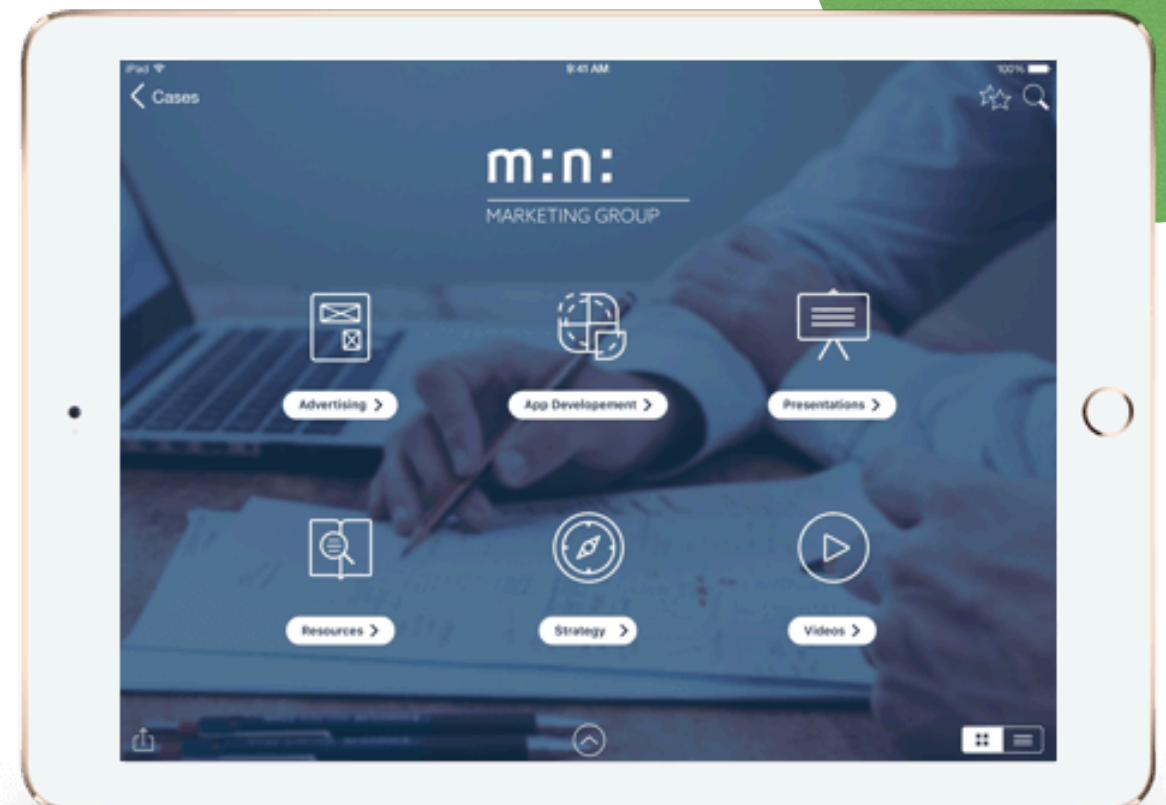 iPad
9:41 AM
100%
Cases
m:n:
MARKETING GROUP
Advertising
App Developement
Presentations
Resources
Strategy
Videos